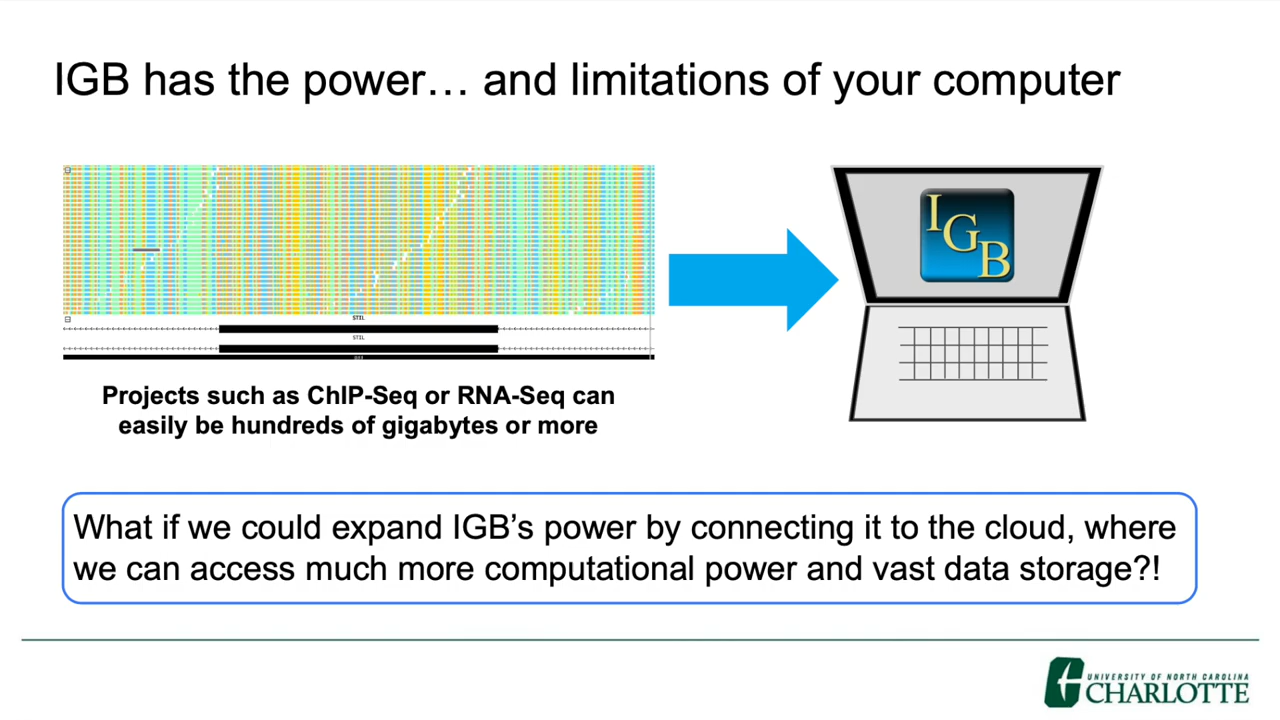 IGB has the power… and limitations of your computer
STIL
STIL
IGB
Projects such as ChIP-Seq or RNA-Seq can
easily be hundreds of gigabytes or more
What if we could expand IGB’s power by connecting it to the cloud, where
we can access much more computational power and vast data storage?!
UNIVERSITY OF NORTH CAROLINA
CHARLOTTE